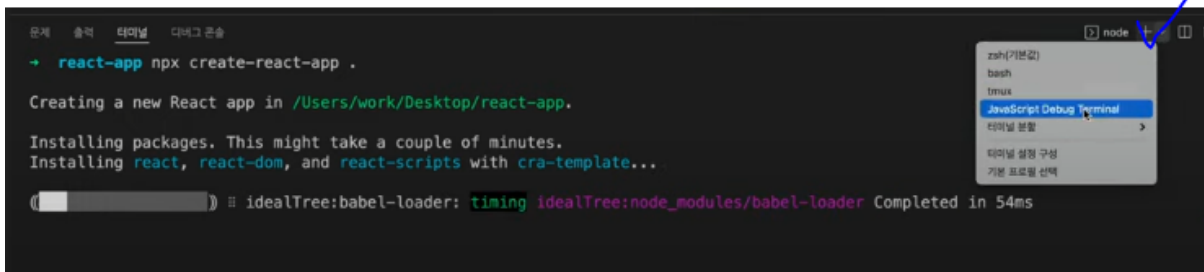 문제 출력 터미널 디버그 콘솔 node
→ react-app npx create-react-app .
Creating a new React app in /Users/work/Desktop/react-app.
Installing packages. This might take a couple of minutes.
Installing react, react-dom, and react-scripts with cra-template...
idealTree:babel-loader: timing idealTree:node_modules/babel-loader Completed in 54ms
zsh(기본값)
bash
tmux
JavaScript Debug Terminal
터미널 분할
터미널 설정 구성
기본 프로필 선택